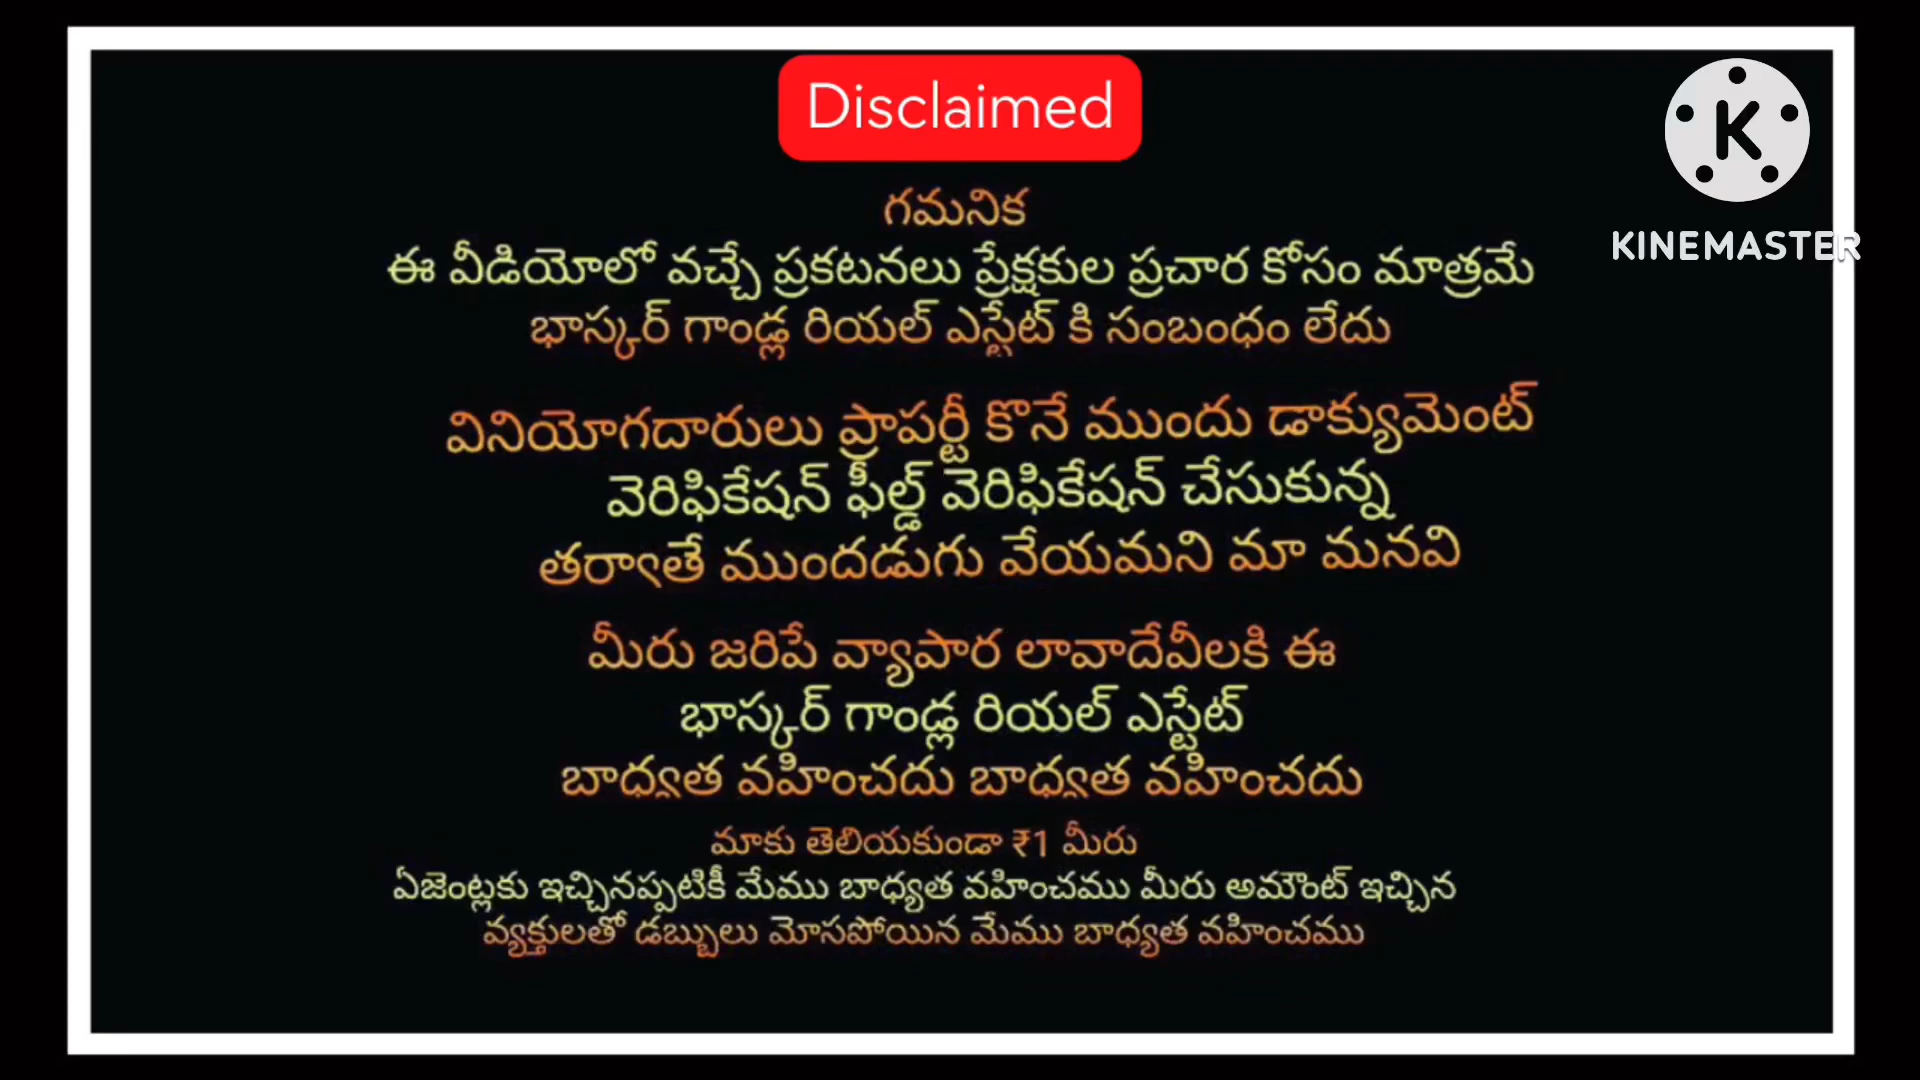 Disclaimed
KINEMASTER
గమనిక
ఈ వీడియోలో వచ్చే ప్రకటనలు ప్రేక్షకుల ప్రచార కోసం మాత్రమే
భాస్కర్ గాండ్ల రియల్ ఎస్టేట్ కి సంబంధం లేదు
వినియోగదారులు ప్రాపర్టీ కొనే ముందు డాక్యుమెంట్
వెరిఫికేషన్ ఫీల్డ్ వెరిఫికేషన్ చేసుకున్న
తర్వాతే ముందడుగు వేయమని మా మనవి
మీరు జరిపే వ్యాపార లావాదేవీలకి ఈ
భాస్కర్ గాండ్ల రియల్ ఎస్టేట్
బాధ్యత వహించదు బాధ్యత వహించదు
మాకు తెలియకుండా ₹1 మీరు
ఏజెంట్లకు ఇచ్చినప్పటికీ మేము బాధ్యత వహించము మీరు అమౌంట్ ఇచ్చిన
వ్యక్తులతో డబ్బులు మోసపోయిన మేము బాధ్యత వహించము